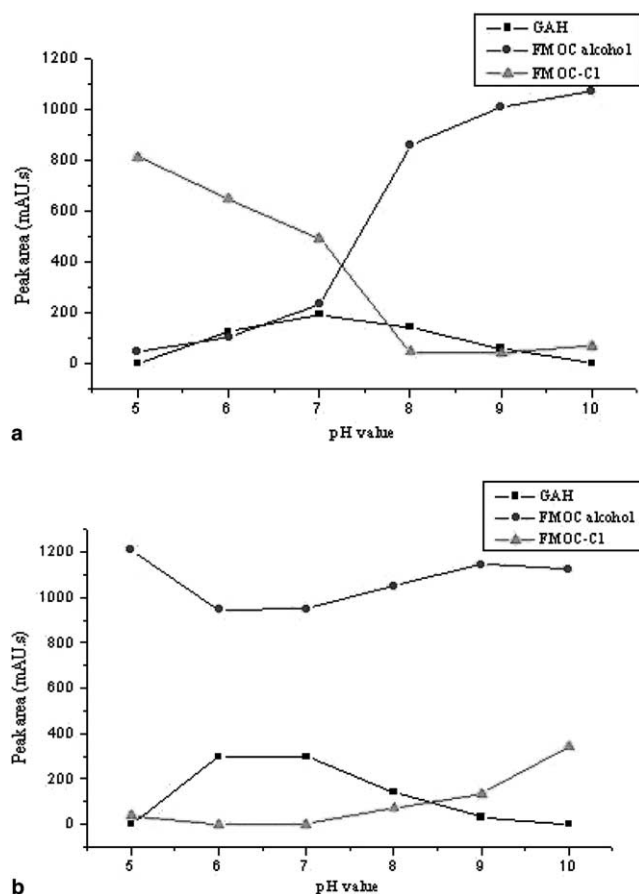 GAH
FMOC alcohol
FMOC-Cl
1200
1000
800
600
400
200
0
Peak area (mAU.s)
5 6 7 8 9 10
pH value
a
GAH
FMOC alcohol
FMOC-Cl
1200
1000
800
600
400
200
0
Peak area (mAU.s)
5 6 7 8 9 10
pH value
b